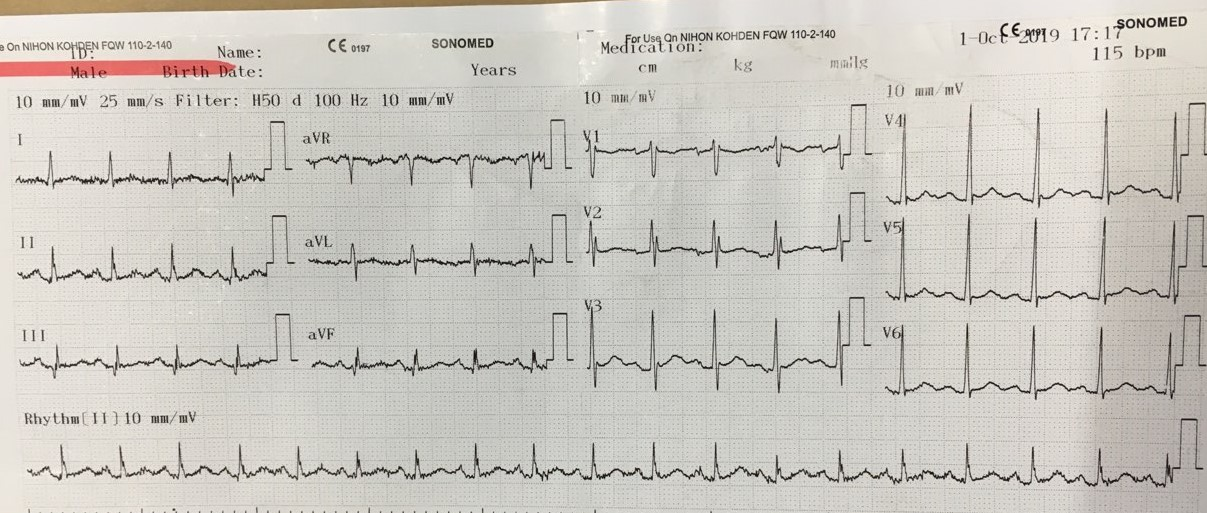 e On NIHON KOHDEN FQW 110-2-140
CE 0197 SONOMED
For Use On NIHON KOHDEN FQW 110-2-140
CE 0197 SONOMED
ID: Name: Medication: 1-Oct-2019 17:17
Male Birth Date: Years cm kg mmHg 115 bpm
10 mm/mV 25 mm/s Filter: H50 d 100 Hz 10 mm/mV 10 mm/mV 10 mm/mV
I aVR V1 V4
II aVL V2 V5
III aVF V3 V6
Rhythm[II] 10 mm/mV